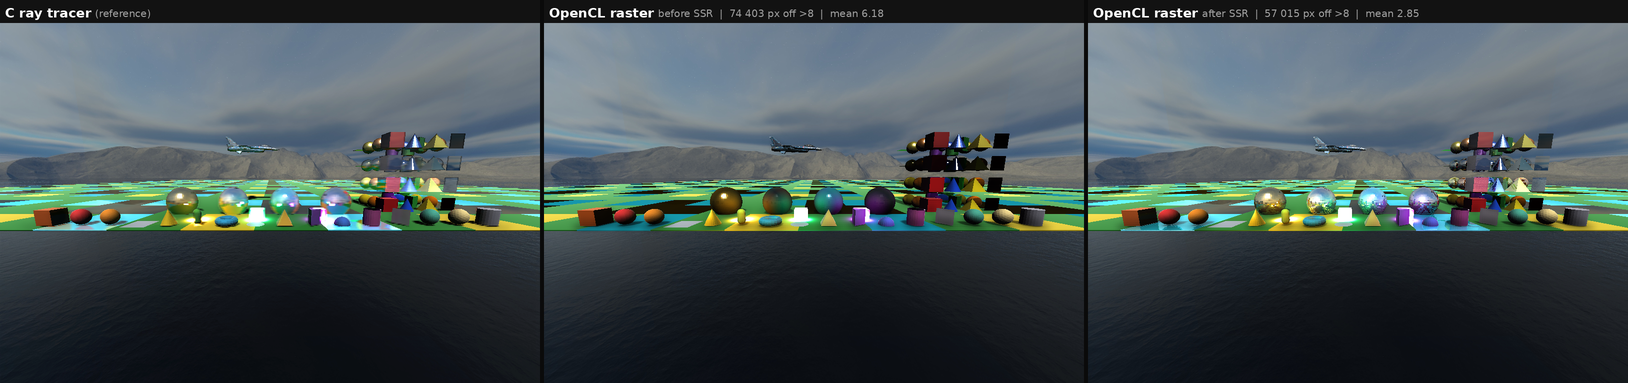 C ray tracer (reference)
OpenCL raster before SSR | 74 403 px off >8 | mean 6.18
OpenCL raster after SSR | 57 015 px off >8 | mean 2.85